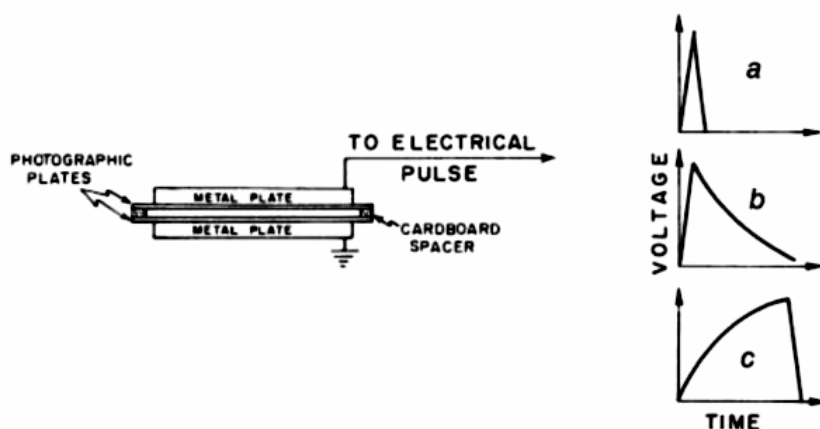 PHOTOGRAPHIC
PLATES
TO ELECTRICAL
PULSE
METAL PLATE
METAL PLATE
CARDBOARD
SPACER
VOLTAGE
a
b
c
TIME